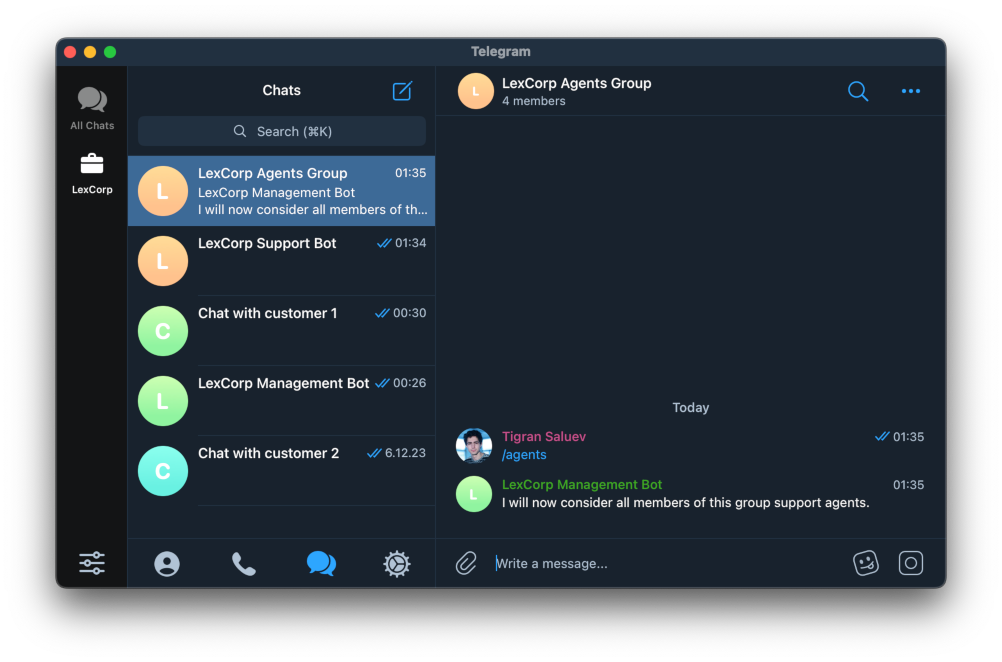 Telegram
All Chats
LexCorp
Chats
Search (⌘K)
L
LexCorp Agents Group
01:35
LexCorp Management Bot
I will now consider all members of th...
L
LexCorp Support Bot
01:34
C
Chat with customer 1
00:30
L
LexCorp Management Bot
00:26
C
Chat with customer 2
6.12.23
L
LexCorp Agents Group
4 members
Today
Tigran Saluev
01:35
/agents
L
LexCorp Management Bot
01:35
I will now consider all members of this group support agents.
Write a message...